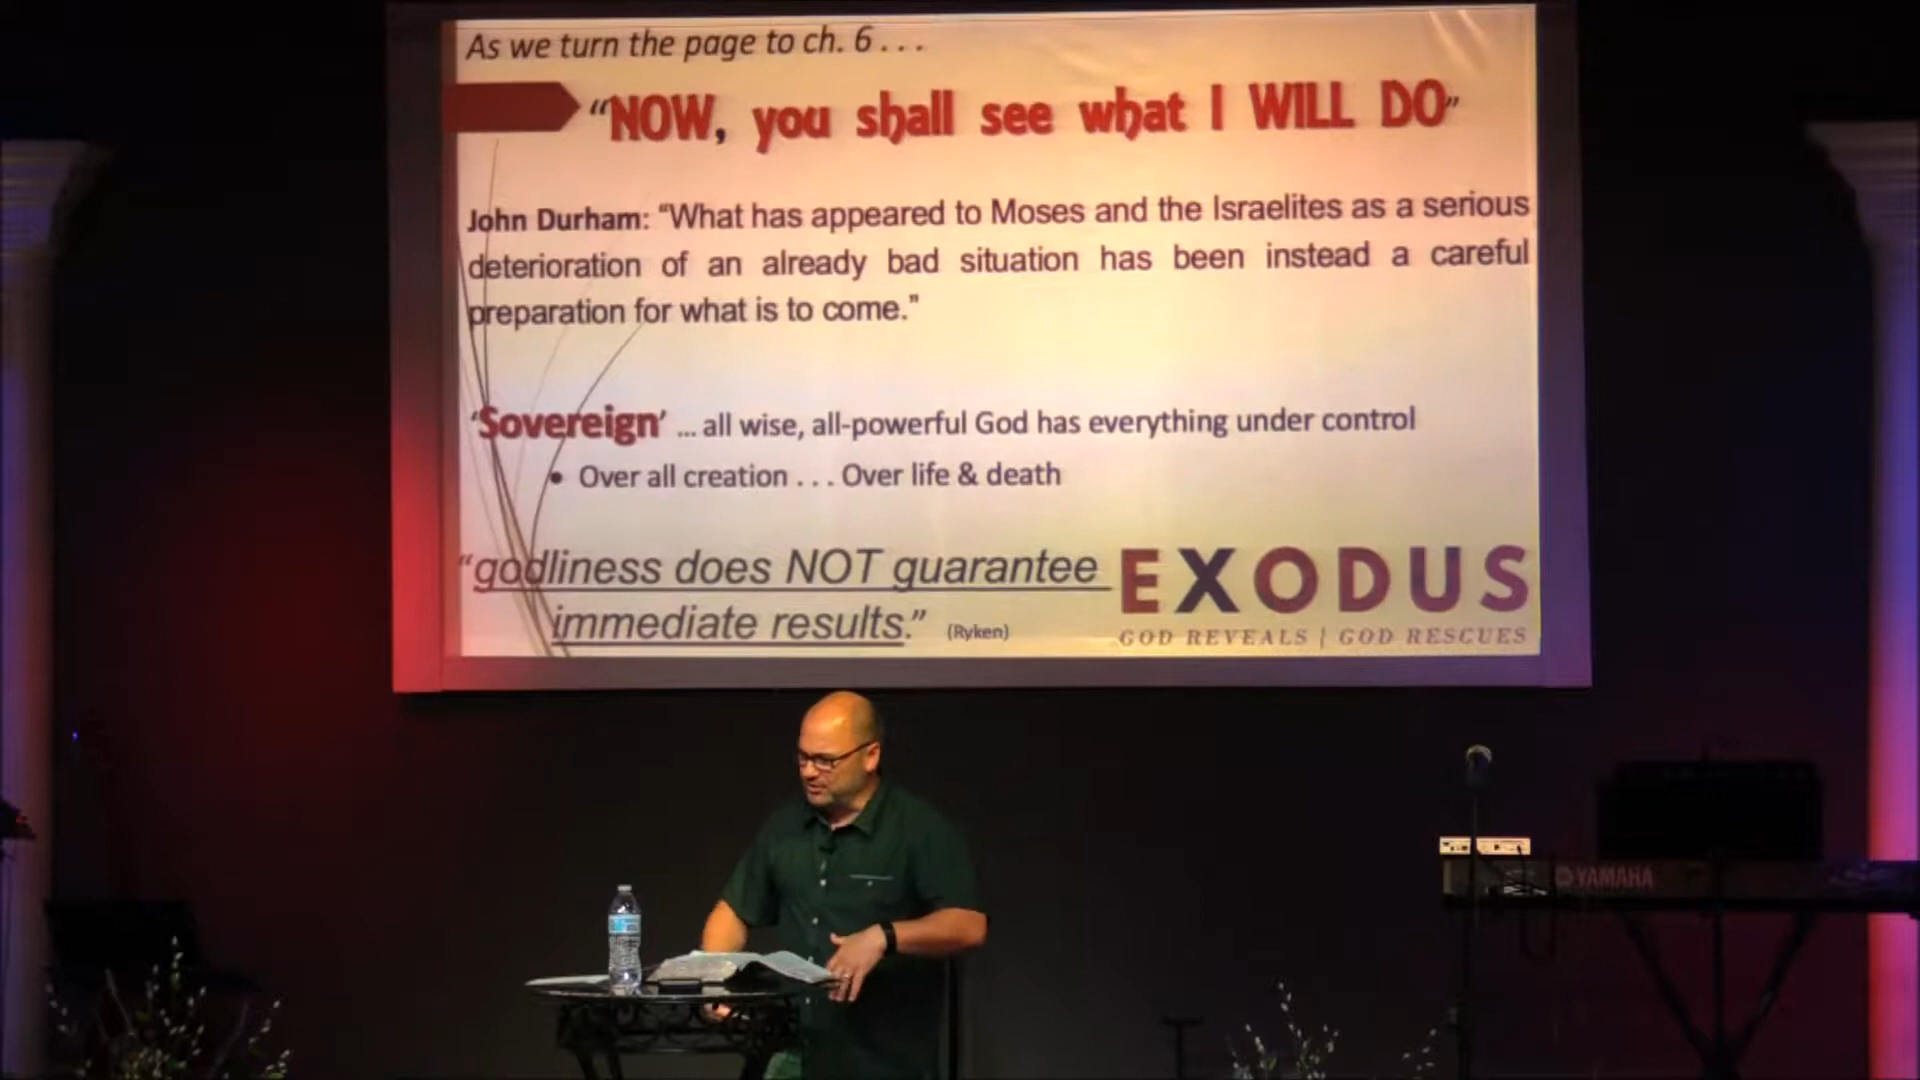 As we turn the page to ch. 6 . . .
“NOW, you shall see what I WILL DO”
John Durham: “What has appeared to Moses and the Israelites as a serious
deterioration of an already bad situation has been instead a careful
preparation for what is to come.”
‘Sovereign’ ... all wise, all-powerful God has everything under control
• Over all creation . . . Over life & death
“godliness does NOT guarantee
immediate results.” (Ryken)
EXODUS
GOD REVEALS | GOD RESCUES
YAMAHA